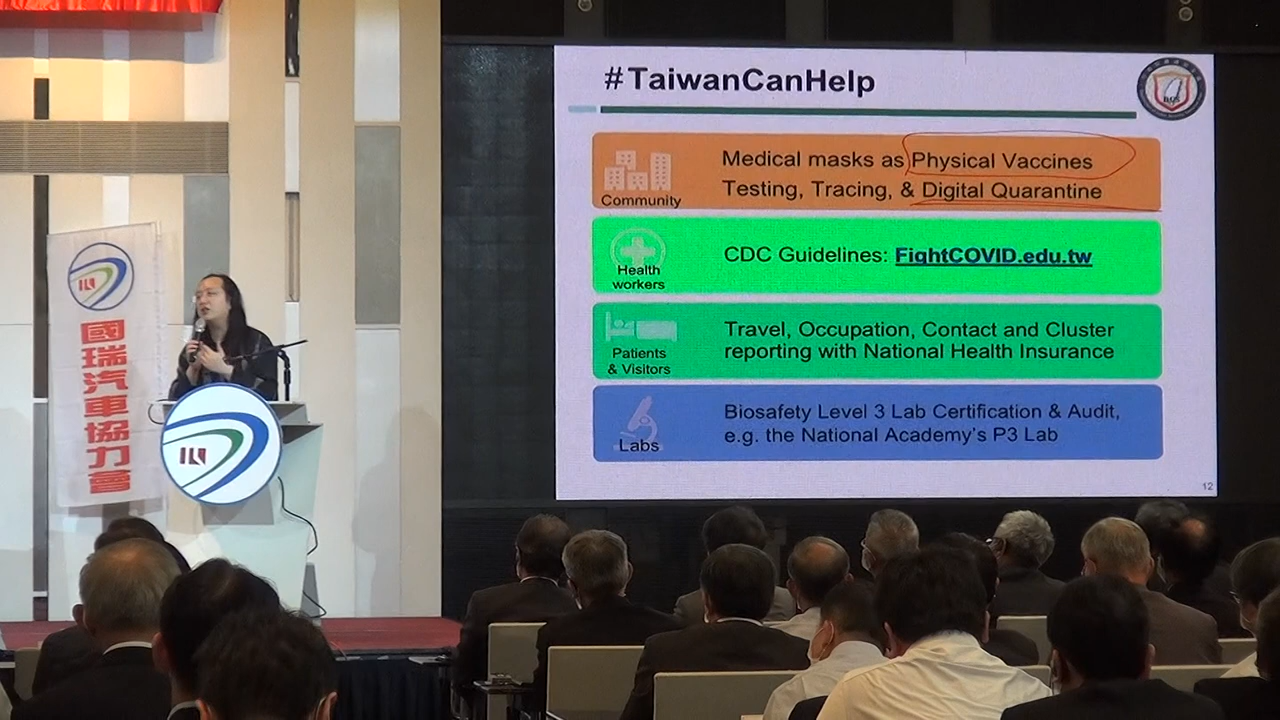 #TaiwanCanHelp
Community
Medical masks as Physical Vaccines
Testing, Tracing, & Digital Quarantine
Health
workers
CDC Guidelines: FightCOVID.edu.tw
Patients
& Visitors
Travel, Occupation, Contact and Cluster
reporting with National Health Insurance
Labs
Biosafety Level 3 Lab Certification & Audit,
e.g. the National Academy's P3 Lab
12
國瑞汽車協力會